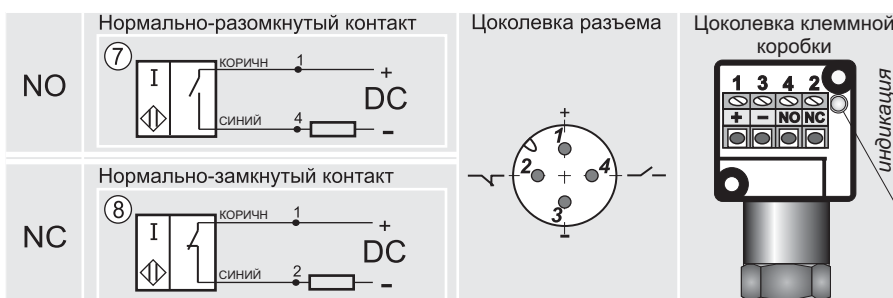 Нормально-разомкнутый контакт
NO
7
I
КОРИЧН
1
+
DC
СИНИЙ
4
-
Нормально-замкнутый контакт
NC
8
I
КОРИЧН
1
+
DC
СИНИЙ
2
-
Цоколевка разъема
+
1
2
4
3
-
Цоколевка клеммной
коробки
1 3 4 2
+ - NO NC
индикация